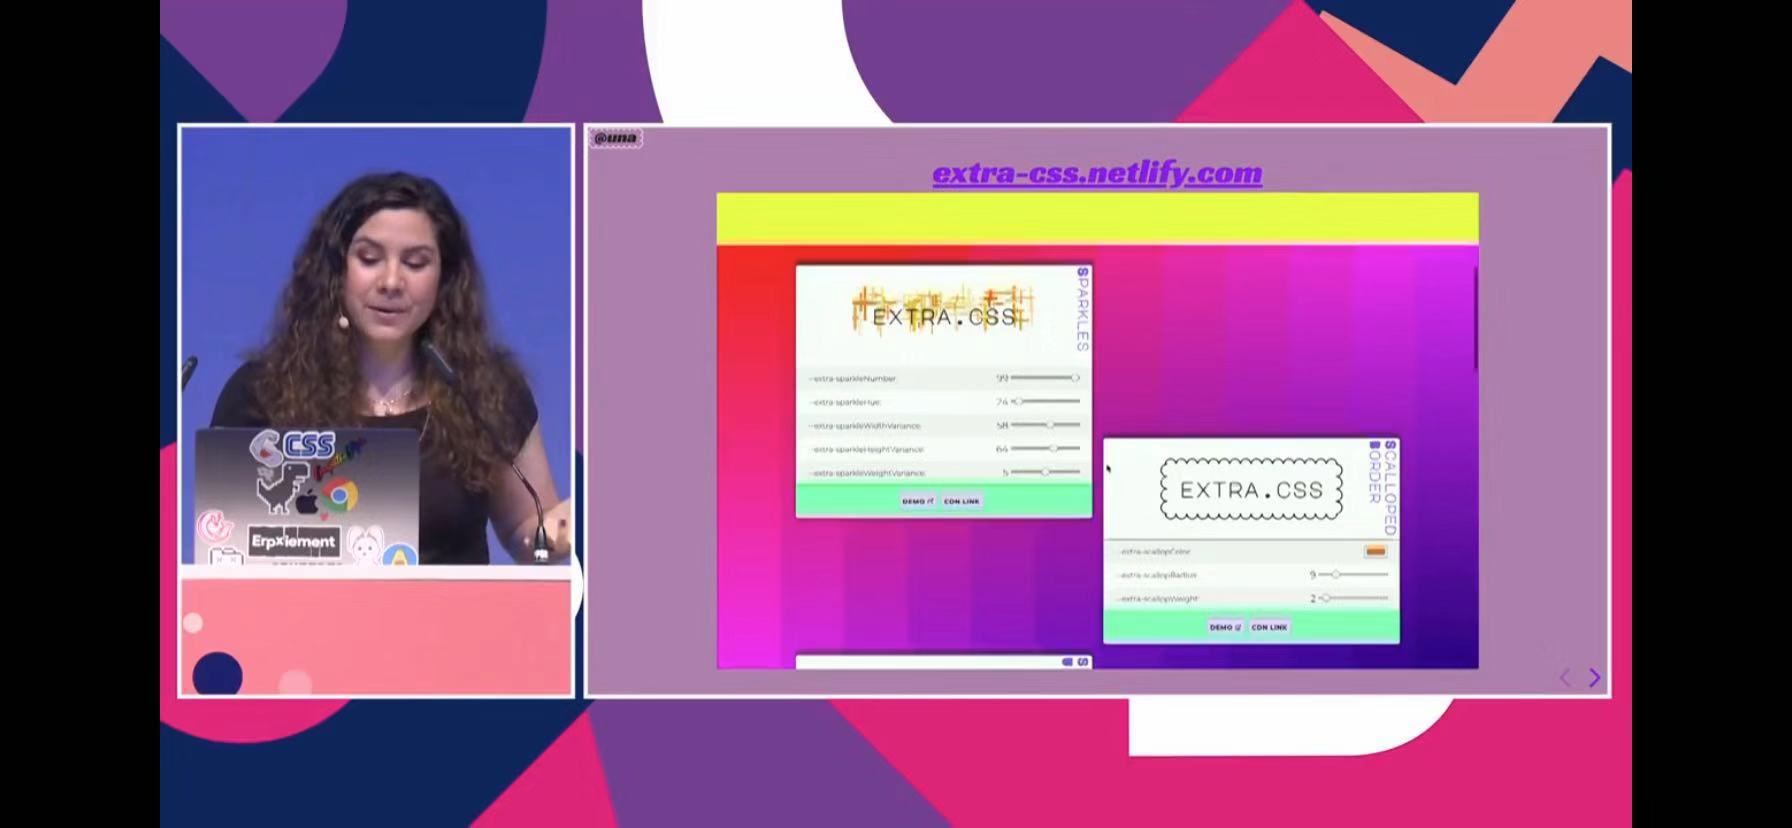 @una
extra-css.netlify.com
SPARKLES
EXTRA.CSS
--extra-sparkleNumber: 99
--extra-sparkleHue: 24
--extra-sparkleWidthVariance: 58
--extra-sparkleHeightVariance: 64
--extra-sparkleWeightVariance: 5
DEMO
CDN LINK
SCALLOPED
BORDER
EXTRA.CSS
--extra-scallopColor:
--extra-scallopRadius: 9
--extra-scallopWeight: 2
DEMO
CDN LINK
CSS
Erpxlement